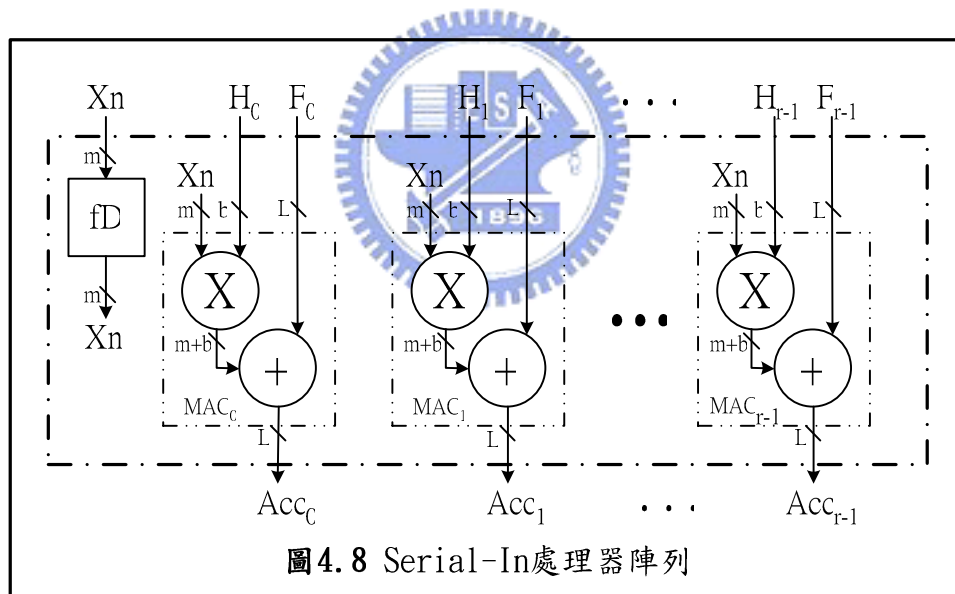 Xn H₀ F₀ H₁ F₁ . . . Hᵣ₋₁ Fᵣ₋₁
m Xn Xn Xn
fD m b L m b L m b L
X X X
m
Xn m+b m+b • • • m+b
+ + +
MAC₀ MAC₁ MACᵣ₋₁
L L L
Acc₀ Acc₁ . . . Accᵣ₋₁
圖4.8 Serial-In處理器陣列
E S A
1896